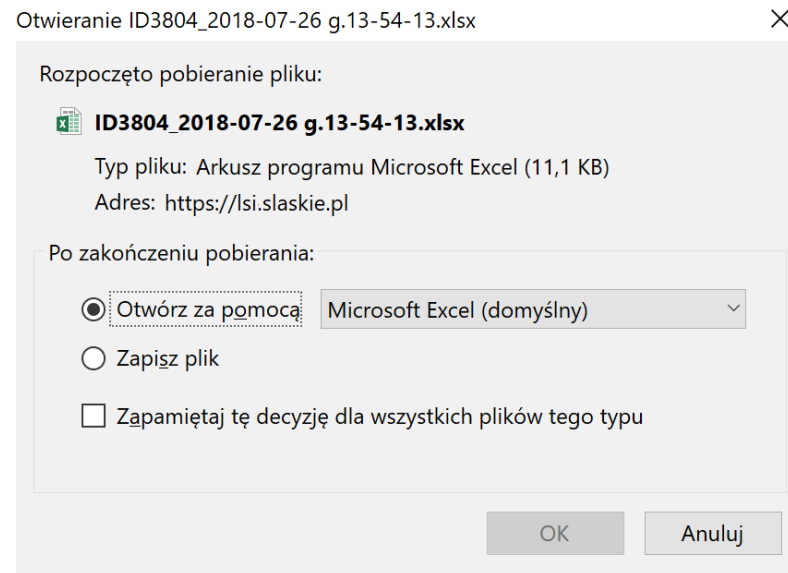 Otwieranie ID3804_2018-07-26 g.13-54-13.xlsx
Rozpoczęto pobieranie pliku:
ID3804_2018-07-26 g.13-54-13.xlsx
Typ pliku: Arkusz programu Microsoft Excel (11,1 KB)
Adres: https://lsi.slaskie.pl
Po zakończeniu pobierania:
Otwórz za pomocą Microsoft Excel (domyślny)
Zapisz plik
Zapamiętaj tę decyzję dla wszystkich plików tego typu
OK Anuluj